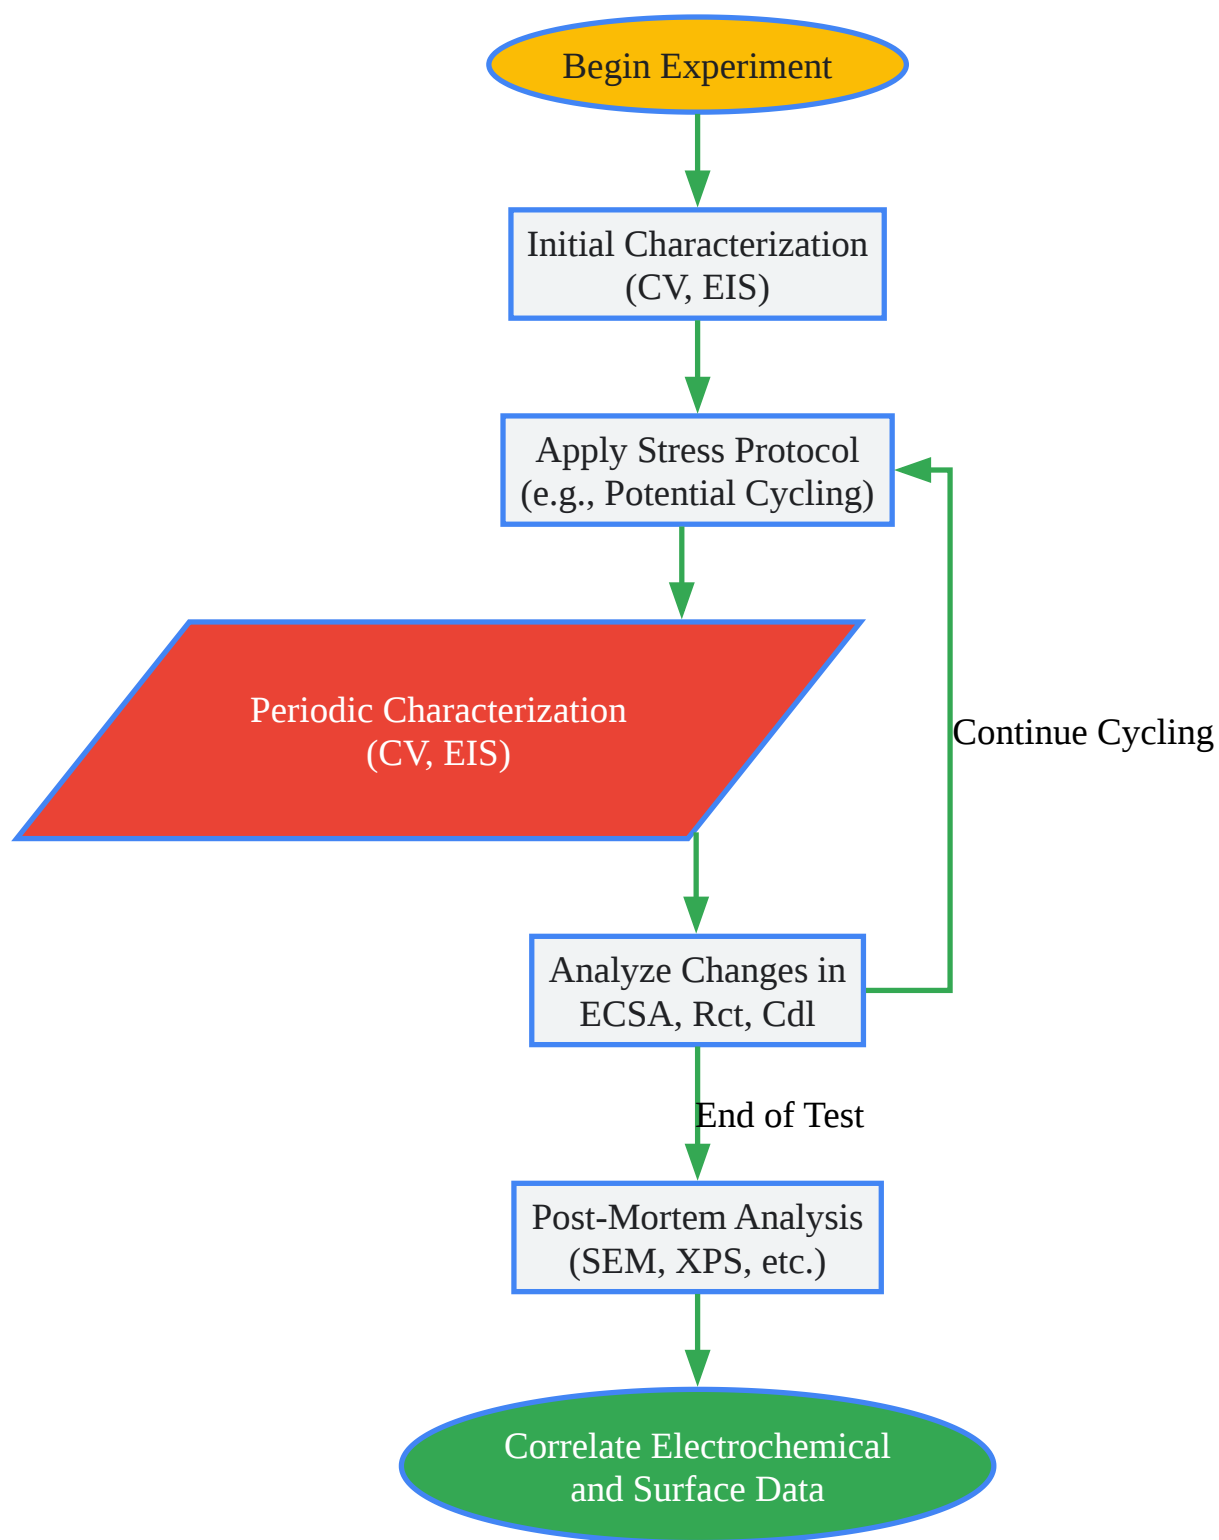 Begin Experiment
Initial Characterization
(CV, EIS)
Apply Stress Protocol
(e.g., Potential Cycling)
Periodic Characterization
(CV, EIS)
Continue Cycling
Analyze Changes in
ECSA, Rct, Cdl
End of Test
Post-Mortem Analysis
(SEM, XPS, etc.)
Correlate Electrochemical
and Surface Data